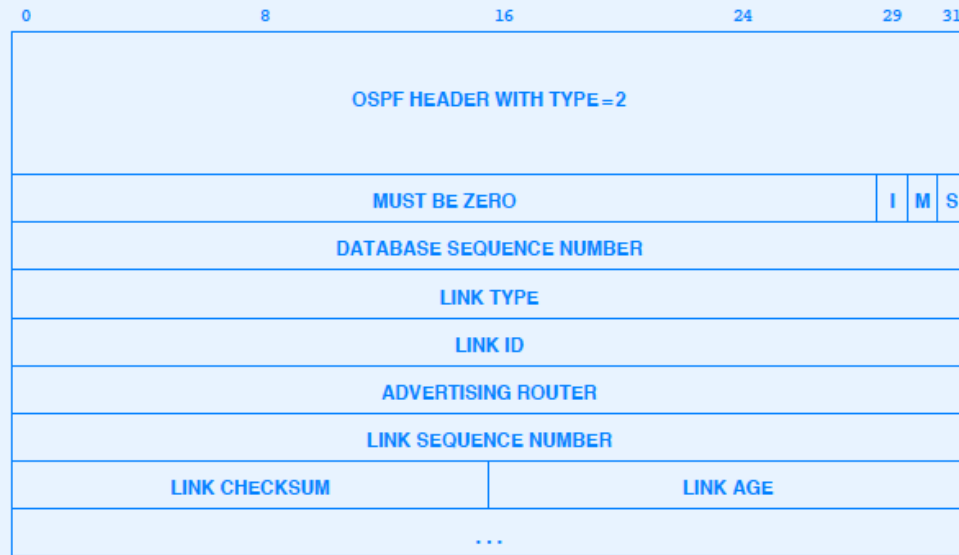 0 8 16 24 29 31
OSPF HEADER WITH TYPE=2
MUST BE ZERO I M S
DATABASE SEQUENCE NUMBER
LINK TYPE
LINK ID
ADVERTISING ROUTER
LINK SEQUENCE NUMBER
LINK CHECKSUM LINK AGE
...